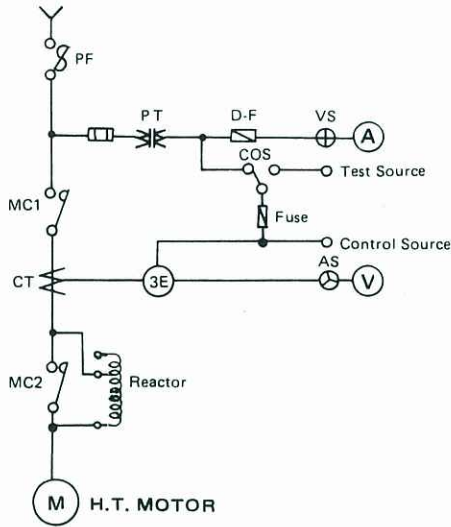 PF
PT
D-F
VS
A
COS
Test Source
MC1
Fuse
Control Source
AS
CT
3E
V
MC2
Reactor
M
H.T. MOTOR